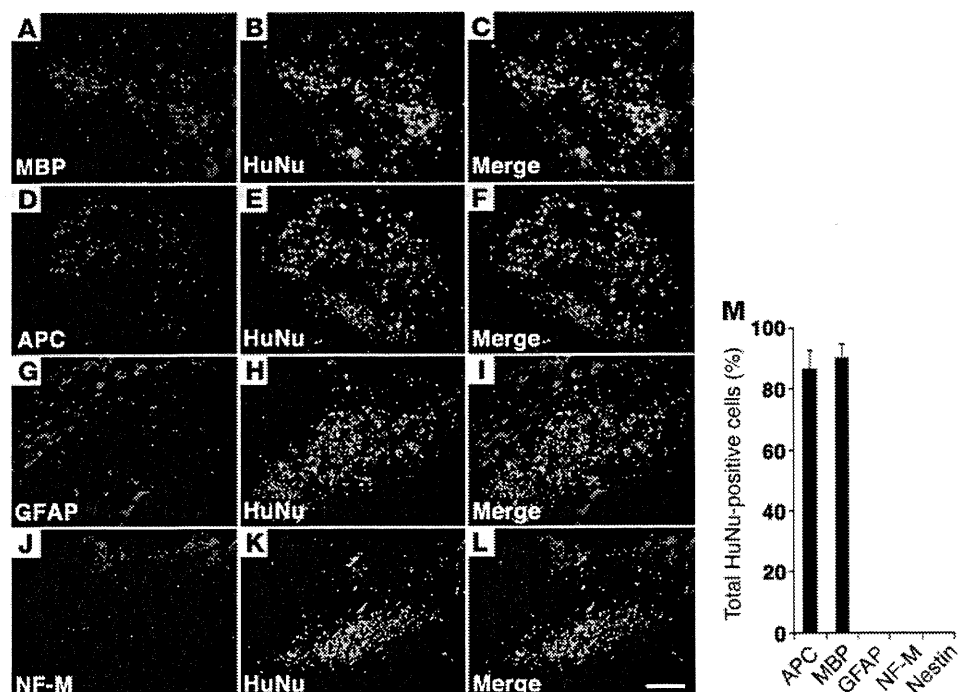 A
B
C
MBP
HuNu
Merge
D
E
F
APC
HuNu
Merge
G
H
I
GFAP
HuNu
Merge
J
K
L
NF-M
HuNu
Merge
M
Total HuNu-positive cells (%)
100
80
60
40
20
0
APC
MBP
GFAP
NF-M
Nestin